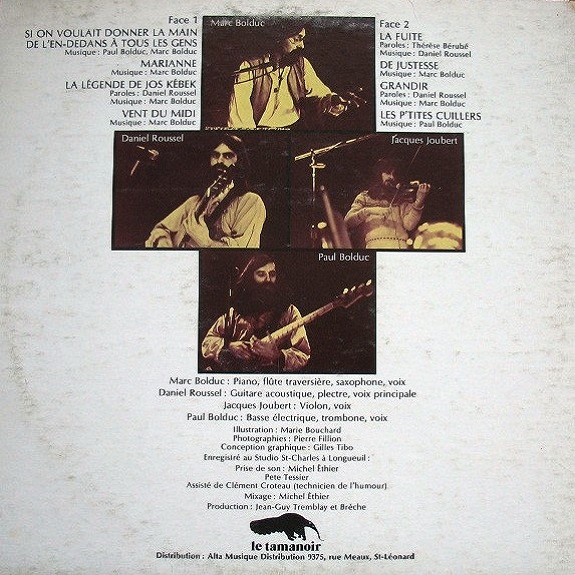 Face 1
SI ON VOULAIT DONNER LA MAIN
DE L'EN-DEDANS À TOUS LES GENS
Musique : Paul Bolduc, Marc Bolduc
MARIANNE
Musique : Marc Bolduc
LA LÉGENDE DE JOS KÉBEK
Paroles : Daniel Roussel
Musique : Marc Bolduc
VENT DU MIDI
Musique : Marc Bolduc
Marc Bolduc
Face 2
LA FUITE
Paroles : Thérèse Bérubé
Musique : Daniel Roussel
DE JUSTESSE
Musique : Marc Bolduc
GRANDIR
Paroles : Daniel Roussel
Musique : Marc Bolduc
LES P'TITES CUILLERS
Musique : Paul Bolduc
Daniel Roussel
Jacques Joubert
Paul Bolduc
Marc Bolduc : Piano, flûte traversière, saxophone, voix
Daniel Roussel : Guitare acoustique, plectre, voix principale
Jacques Joubert : Violon, voix
Paul Bolduc : Basse électrique, trombone, voix
Illustration : Marie Bouchard
Photographies : Pierre Fillion
Conception graphique : Gilles Tibo
Enregistré au Studio St-Charles à Longueuil :
Prise de son : Michel Éthier
Pete Tessier
Assisté de Clément Croteau (technicien de l'humour)
Mixage : Michel Éthier
Production : Jean-Guy Tremblay et Brêche
le tamanoir
Distribution : Alta Musique Distribution 9375, rue Meaux, St-Léonard